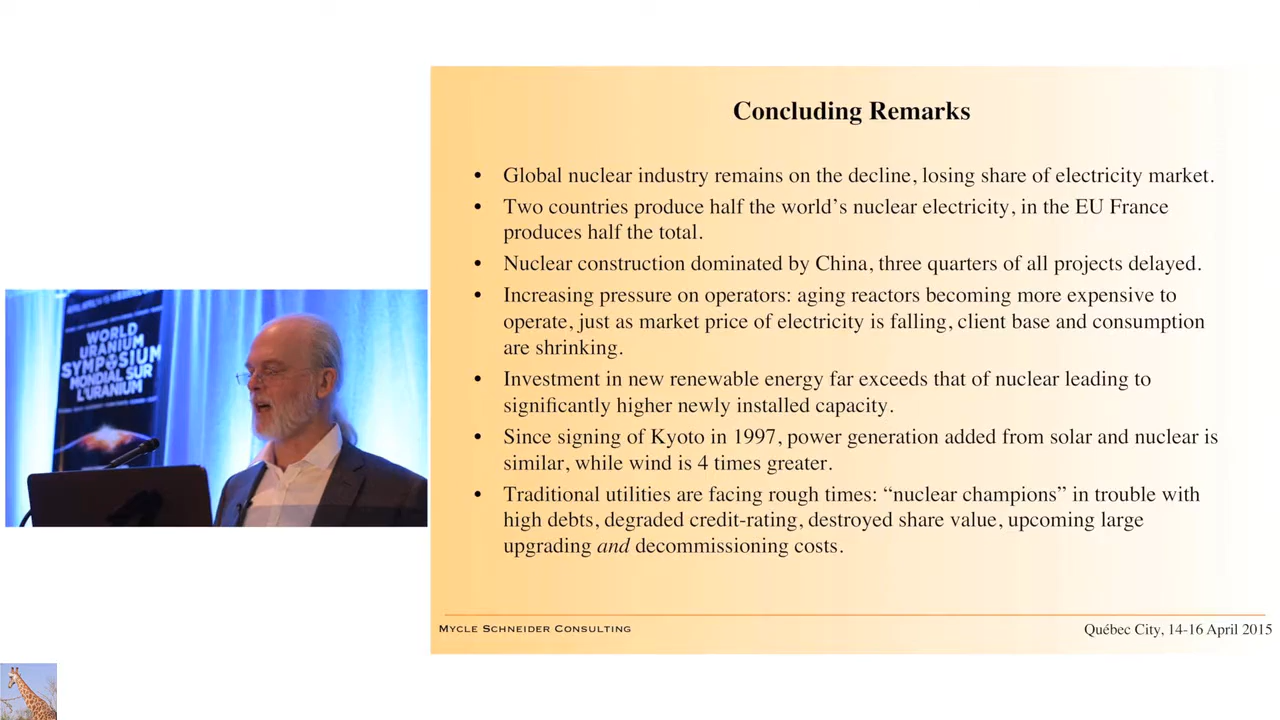 Concluding Remarks
• Global nuclear industry remains on the decline, losing share of electricity market.
• Two countries produce half the world's nuclear electricity, in the EU France
produces half the total.
• Nuclear construction dominated by China, three quarters of all projects delayed.
• Increasing pressure on operators: aging reactors becoming more expensive to
operate, just as market price of electricity is falling, client base and consumption
are shrinking.
• Investment in new renewable energy far exceeds that of nuclear leading to
significantly higher newly installed capacity.
• Since signing of Kyoto in 1997, power generation added from solar and nuclear is
similar, while wind is 4 times greater.
• Traditional utilities are facing rough times: “nuclear champions” in trouble with
high debts, degraded credit-rating, destroyed share value, upcoming large
upgrading and decommissioning costs.
MYCLE SCHNEIDER CONSULTING
Québec City, 14-16 April 2015
WORLD
URANIUM
SYMPOSIUM
MONDIAL SUR
L'URANIUM